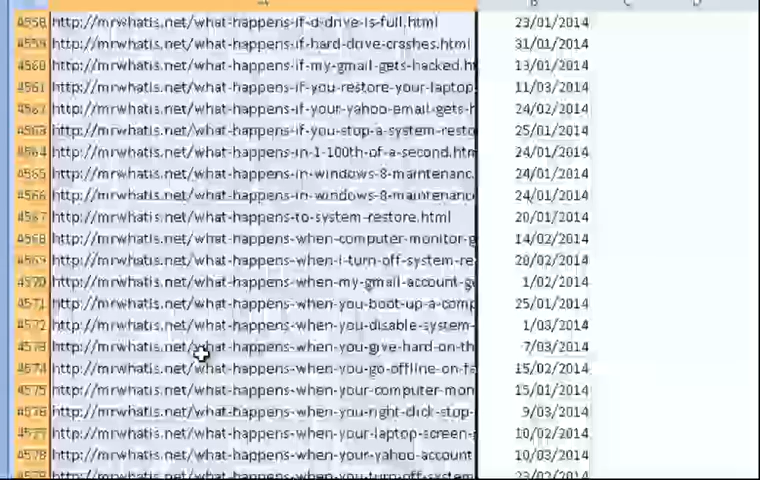 4558 http://mrwhatis.net/what-happens-if-d-drive-is-full.html 23/01/2014
4559 http://mrwhatis.net/what-happens-if-hard-drive-crashes.html 31/01/2014
4560 http://mrwhatis.net/what-happens-if-my-gmail-gets-hacked.ht 13/01/2014
4561 http://mrwhatis.net/what-happens-if-you-restore-your-laptop 11/03/2014
4562 http://mrwhatis.net/what-happens-if-your-yahoo-email-gets-h 24/02/2014
4563 http://mrwhatis.net/what-happens-if-you-stop-a-system-resto 25/01/2014
4564 http://mrwhatis.net/what-happens-in-1-100th-of-a-second.htm 24/01/2014
4565 http://mrwhatis.net/what-happens-in-windows-8-maintenanc 24/01/2014
4566 http://mrwhatis.net/what-happens-in-windows-8-maintenanc 24/01/2014
4567 http://mrwhatis.net/what-happens-to-system-restore.html 20/01/2014
4568 http://mrwhatis.net/what-happens-when-computer-monitor-g 14/02/2014
4569 http://mrwhatis.net/what-happens-when-i-turn-off-system-re 20/02/2014
4570 http://mrwhatis.net/what-happens-when-my-gmail-account-ge 1/02/2014
4571 http://mrwhatis.net/what-happens-when-you-boot-up-a-comp 25/01/2014
4572 http://mrwhatis.net/what-happens-when-you-disable-system- 1/03/2014
4573 http://mrwhatis.net/what-happens-when-you-give-hard-on-th 7/03/2014
4574 http://mrwhatis.net/what-happens-when-you-go-offline-on-fa 15/02/2014
4575 http://mrwhatis.net/what-happens-when-your-computer-mon 15/01/2014
4576 http://mrwhatis.net/what-happens-when-you-right-click-stop- 9/03/2014
4577 http://mrwhatis.net/what-happens-when-your-laptop-screen- 10/02/2014
4578 http://mrwhatis.net/what-happens-when-your-yahoo-account 10/03/2014
4579 http://mrwhatis.net/what-happens-when-you-turn-off-system 23/02/2014